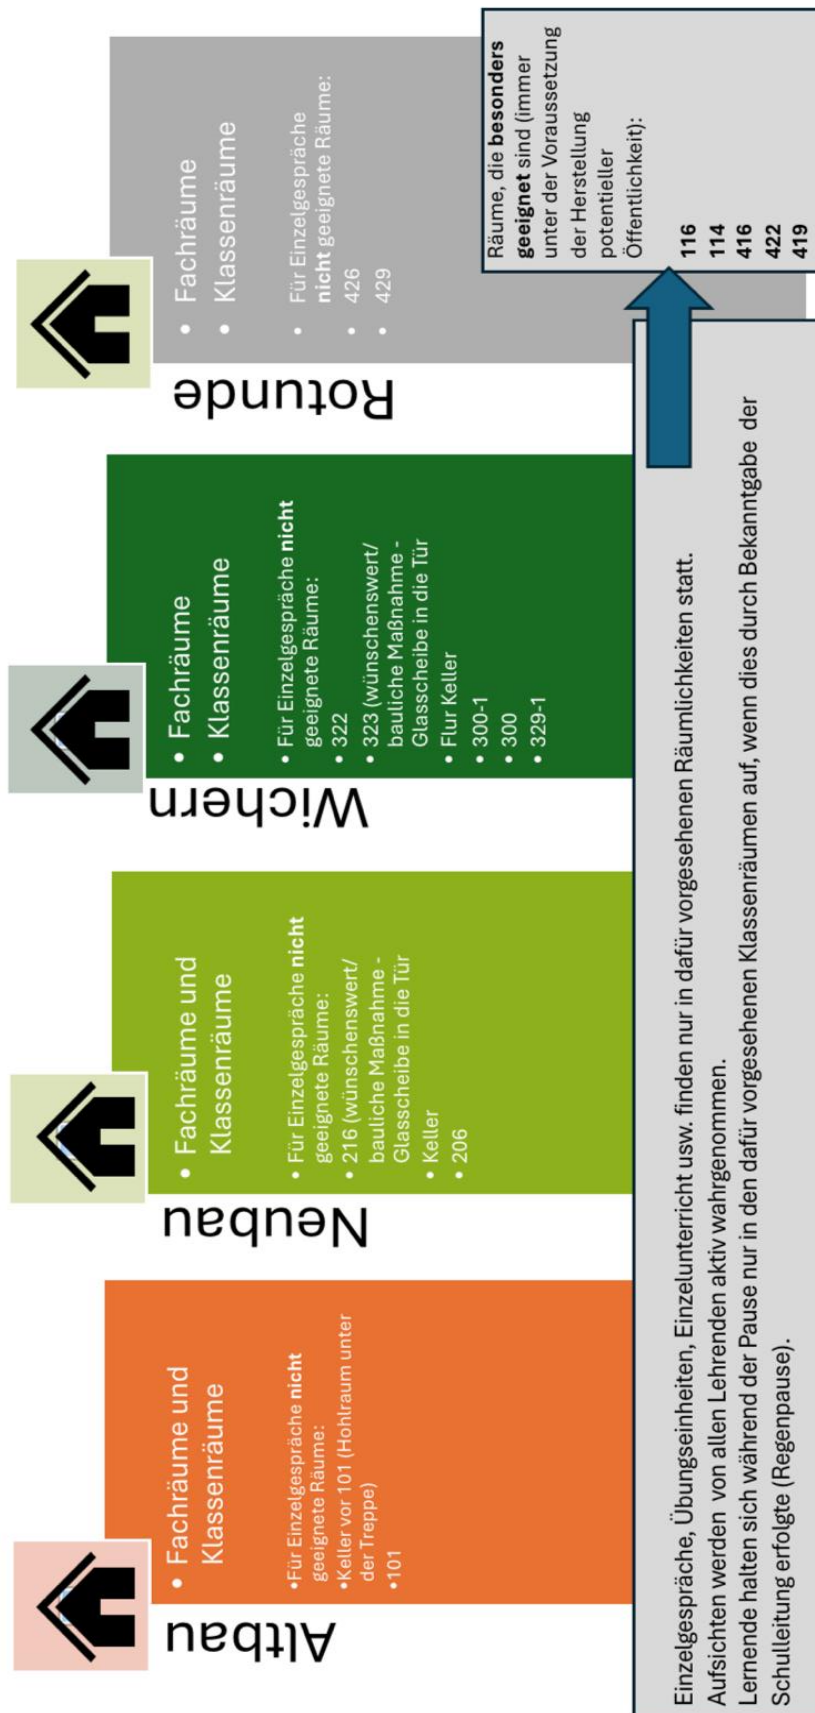 Altbau
• Fachräume und
Klassenräume
•Für Einzelgespräche nicht
geeignete Räume:
•Keller vor 101 (Hohlraum unter
der Treppe)
•101
Neubau
• Fachräume und
Klassenräume
• Für Einzelgespräche nicht
geeignete Räume:
• 216 (wünschenswert/
bauliche Maßnahme -
Glasscheibe in die Tür
• Keller
• 206
Wichern
• Fachräume
• Klassenräume
• Für Einzelgespräche nicht
geeignete Räume:
• 322
• 323 (wünschenswert/
bauliche Maßnahme -
Glasscheibe in die Tür
• Flur Keller
• 300-1
• 300
• 329-1
Rotunde
• Fachräume
• Klassenräume
• Für Einzelgespräche
nicht geeignete Räume:
• 426
• 429
Einzelgespräche, Übungseinheiten, Einzelunterricht usw. finden nur in dafür vorgesehenen Räumlichkeiten statt.
Aufsichten werden von allen Lehrenden aktiv wahrgenommen.
Lernende halten sich während der Pause nur in den dafür vorgesehenen Klassenräumen auf, wenn dies durch Bekanntgabe der
Schulleitung erfolgte (Regenpause).
Räume, die besonders
geeignet sind (immer
unter der Voraussetzung
der Herstellung
potentieller
Öffentlichkeit):
116
114
416
422
419